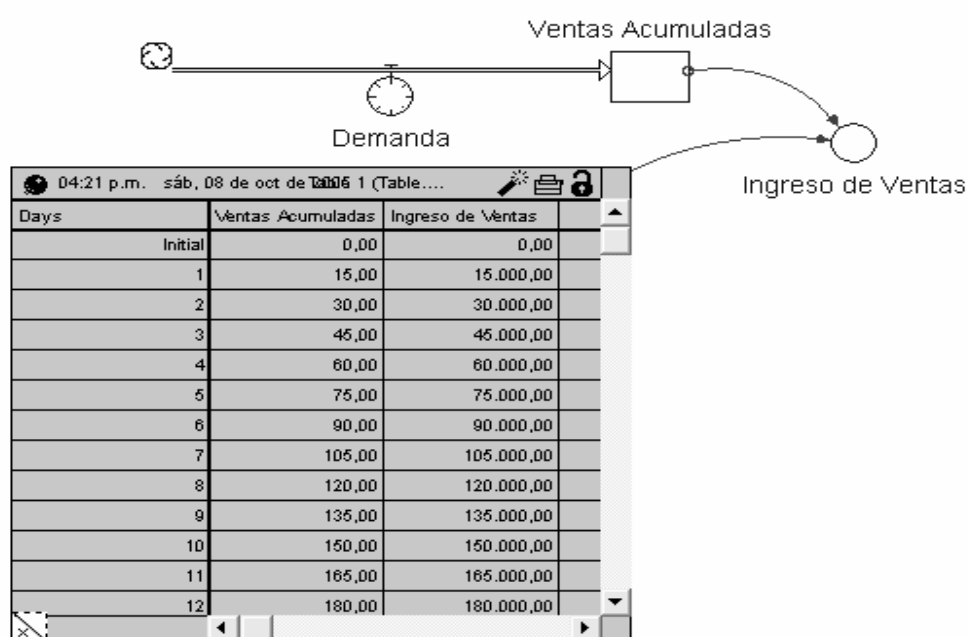 Ventas Acumuladas
Demanda
Ingreso de Ventas
04:21 p.m. sáb, 08 de oct de 1 (Table....
Days Ventas Acumuladas Ingreso de Ventas
Initial 0,00 0,00
1 15,00 15.000,00
2 30,00 30.000,00
3 45,00 45.000,00
4 60,00 60.000,00
5 75,00 75.000,00
6 90,00 90.000,00
7 105,00 105.000,00
8 120,00 120.000,00
9 135,00 135.000,00
10 150,00 150.000,00
11 165,00 165.000,00
12 180,00 180.000,00